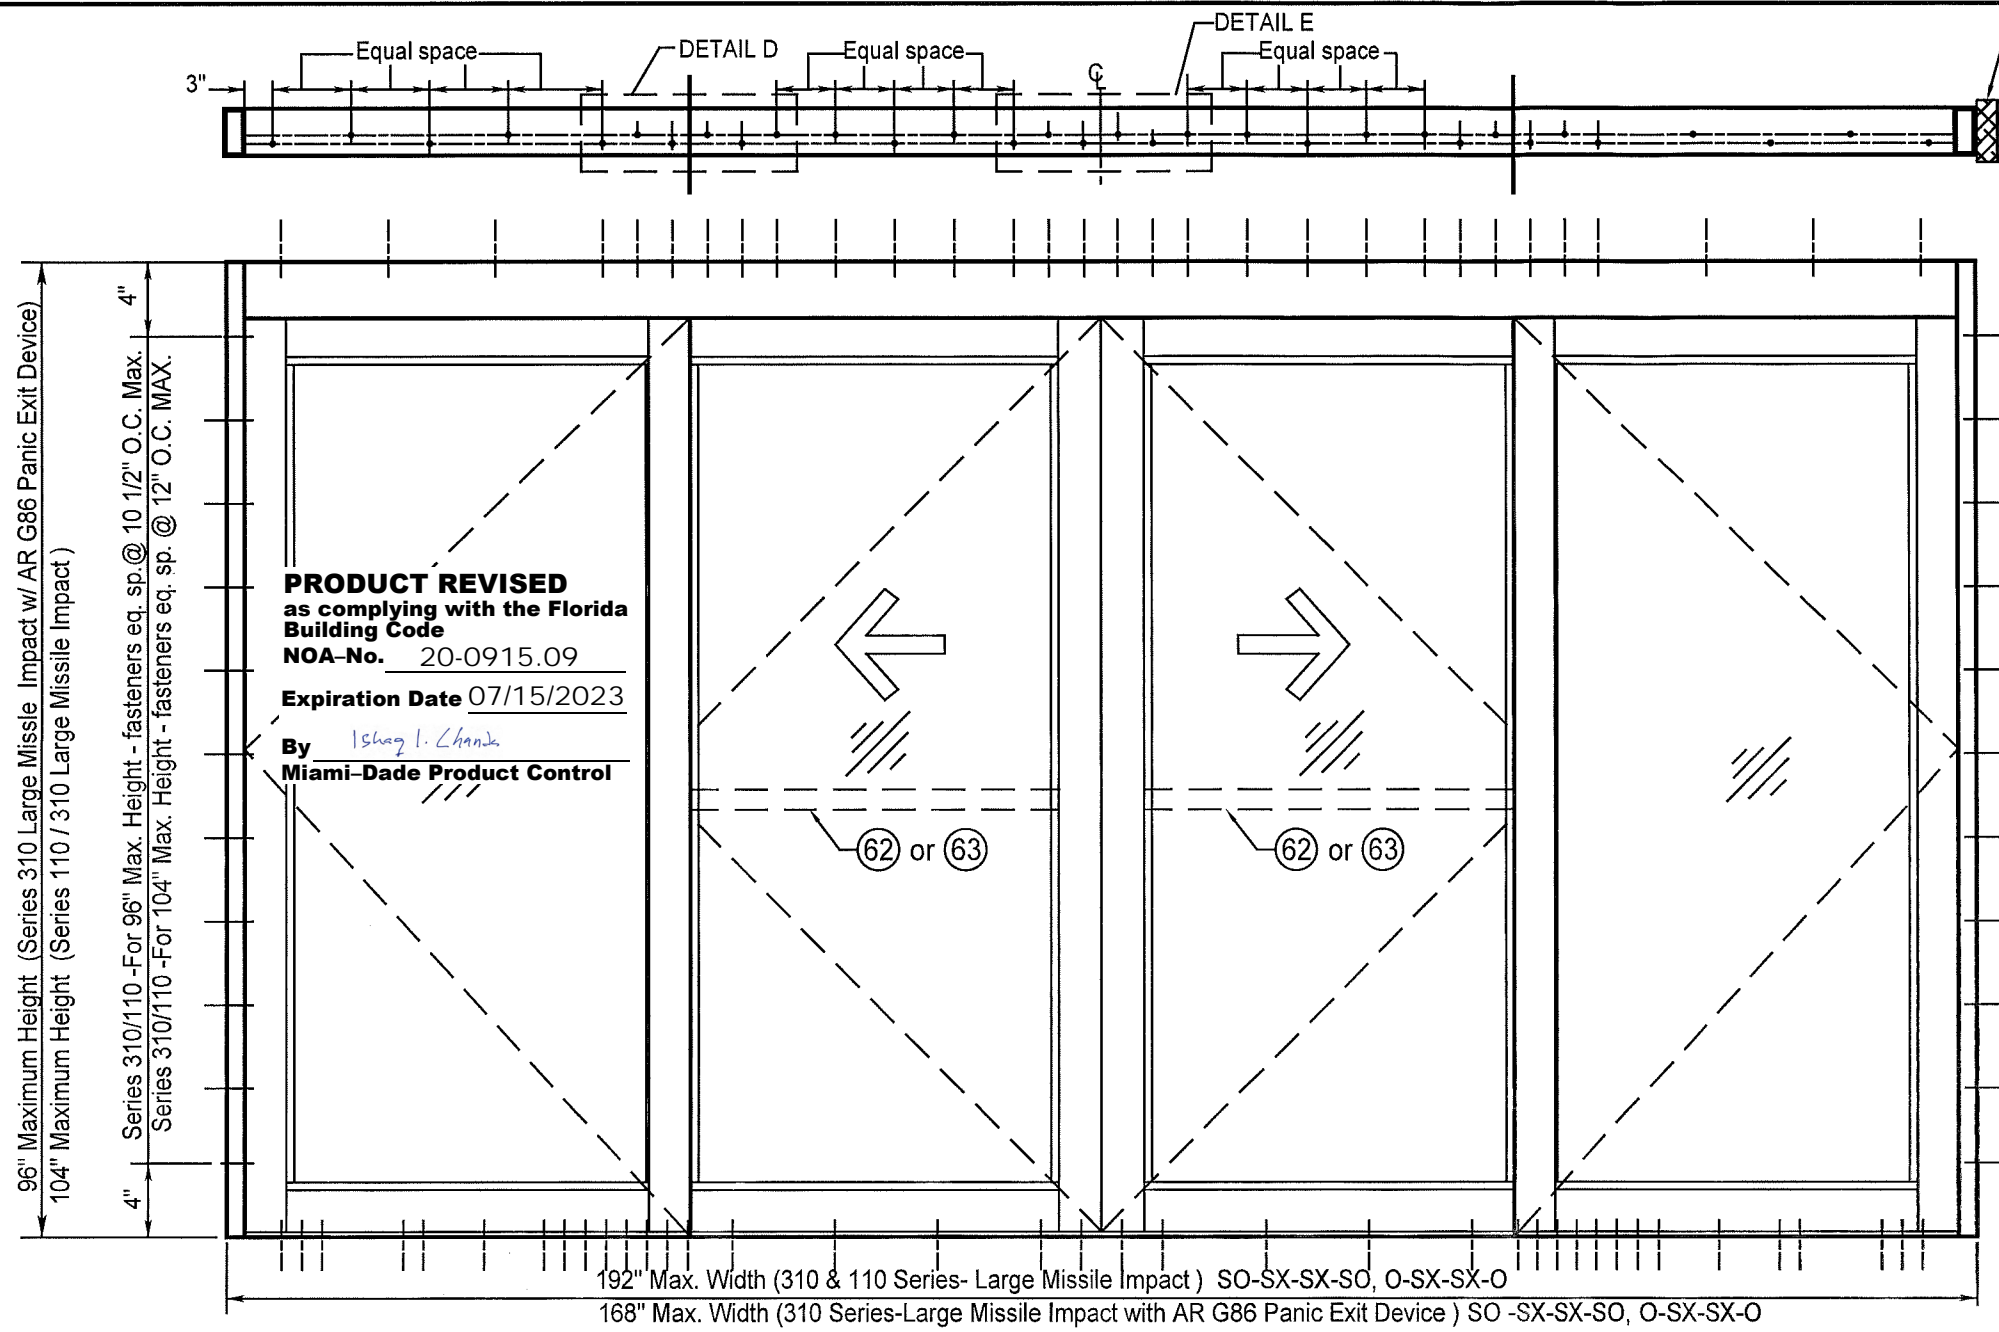 DETAIL E
Equal space
DETAIL D
Equal space
Equal space
3"
℄
96" Maximum Height (Series 310 Large Missle Impact w/ AR G86 Panic Exit Device)
104" Maximum Height (Series 110 / 310 Large Missile Impact)
4"
Series 310/110 -For 96" Max. Height - fasteners eq. sp.@ 10 1/2" O.C. Max.
Series 310/110 -For 104" Max. Height - fasteners eq. sp. @ 12" O.C. MAX.
4"
PRODUCT REVISED
as complying with the Florida
Building Code
NOA–No. 20-0915.09
Expiration Date 07/15/2023
By Ishaq I. Chanda
Miami–Dade Product Control
62 or 63
62 or 63
192" Max. Width (310 & 110 Series- Large Missile Impact ) SO-SX-SX-SO, O-SX-SX-O
168" Max. Width (310 Series-Large Missile Impact with AR G86 Panic Exit Device ) SO -SX-SX-SO, O-SX-SX-O